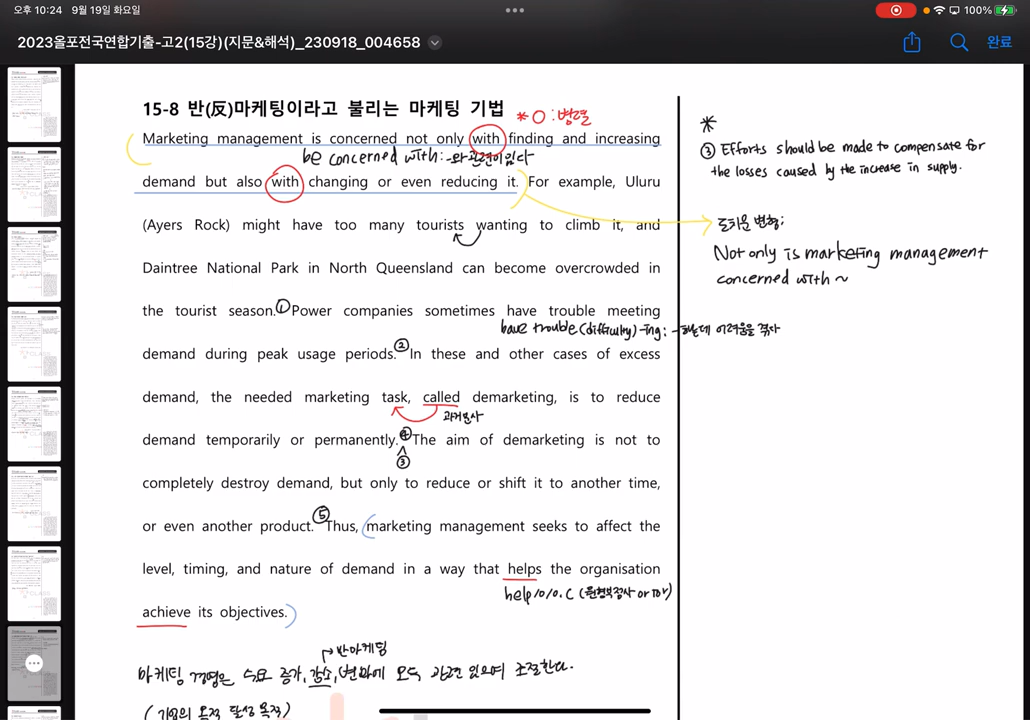 오후 10:24 9월 19일 화요일
100%
2023올포전국연합기출-고2(15강)(지문&해석)_230918_004658
완료
15-8 반(反)마케팅이라고 불리는 마케팅 기법
* O : 병렬
Marketing management is concerned not only with finding and increasing
be concerned with: ~와 관련이 있다
demand but also with changing or even reducing it. For example, Uluru
(Ayers Rock) might have too many tourists wanting to climb it, and
Daintree National Park in North Queensland can become overcrowded in
the tourist season. ① Power companies sometimes have trouble meeting
have trouble(difficulty) -ing: ~하는데 어려움을 겪다
demand during peak usage periods. ② In these and other cases of excess
demand, the needed marketing task, called demarketing, is to reduce
과거분사
demand temporarily or permanently. ④ The aim of demarketing is not to
③
completely destroy demand, but only to reduce or shift it to another time,
or even another product. ⑤ Thus, marketing management seeks to affect the
level, timing, and nature of demand in a way that helps the organisation
help/o/o.c (원형부정사 or to v)
achieve its objectives.
반마케팅
마케팅 경영은 수요 증가, 감소, 변화에 모두 관련 있으며 조절한다.
(기업의 목적 달성 목적)
*
③ Efforts should be made to compensate for
the losses caused by the increase in supply.
도치문 변형:
Not only is marketing management
concerned with ~